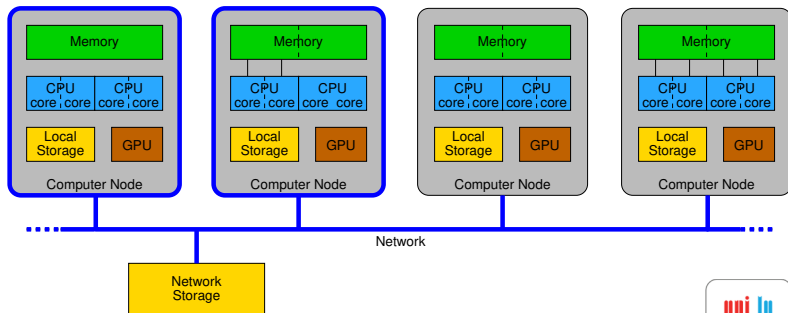 Memory
Memory
Memory
Memory
CPU CPU
core core core core
CPU CPU
core core core core
CPU CPU
core core core core
CPU CPU
core core core core
Local
Storage
GPU
Local
Storage
GPU
Local
Storage
GPU
Local
Storage
GPU
Computer Node
Computer Node
Computer Node
Computer Node
Network
Network
Storage
uni lu